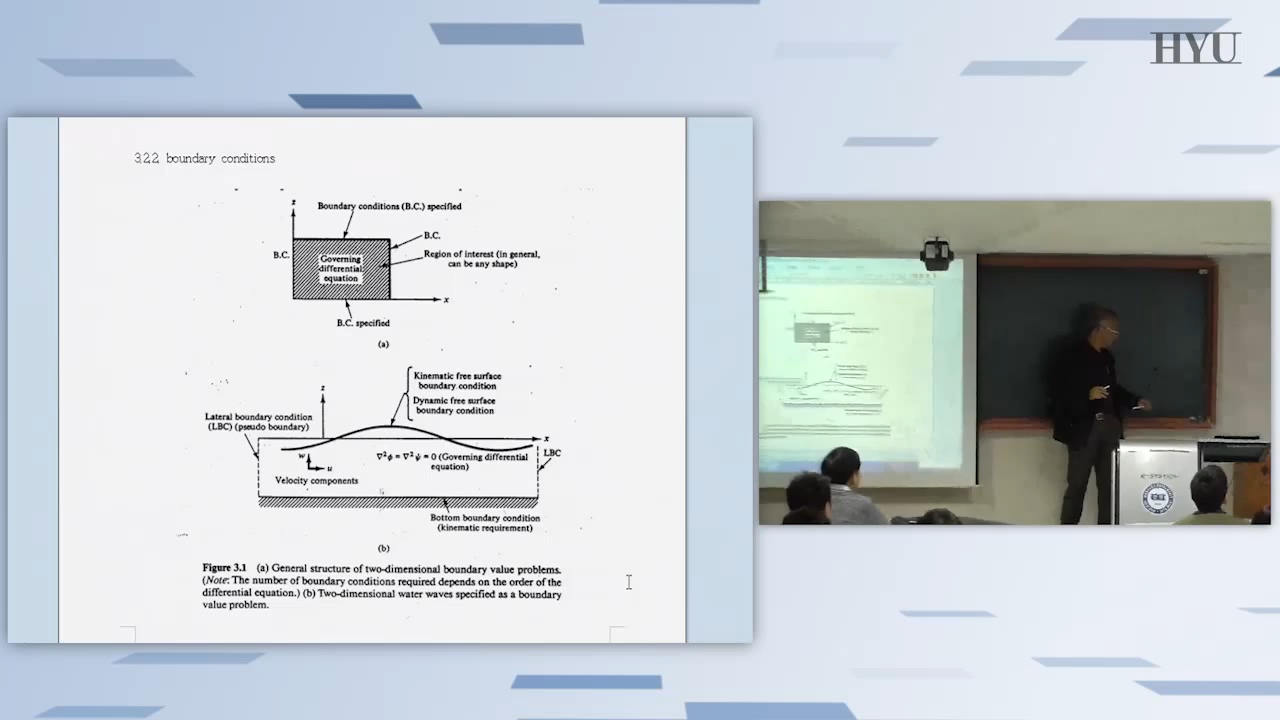 HYU
3.2.2. boundary conditions
z
Boundary conditions (B.C.) specified
B.C.
B.C.
Governing
differential
equation
Region of interest (in general,
can be any shape)
x
B.C. specified
(a)
Kinematic free surface
boundary condition
Dynamic free surface
boundary condition
z
Lateral boundary condition
(LBC) (pseudo boundary)
x
LBC
w
u
∇²ϕ = ∇²ψ = 0 (Governing differential
equation)
Velocity components
Bottom boundary condition
(kinematic requirement)
(b)
Figure 3.1 (a) General structure of two-dimensional boundary value problems.
(Note: The number of boundary conditions required depends on the order of the
differential equation.) (b) Two-dimensional water waves specified as a boundary
value problem.